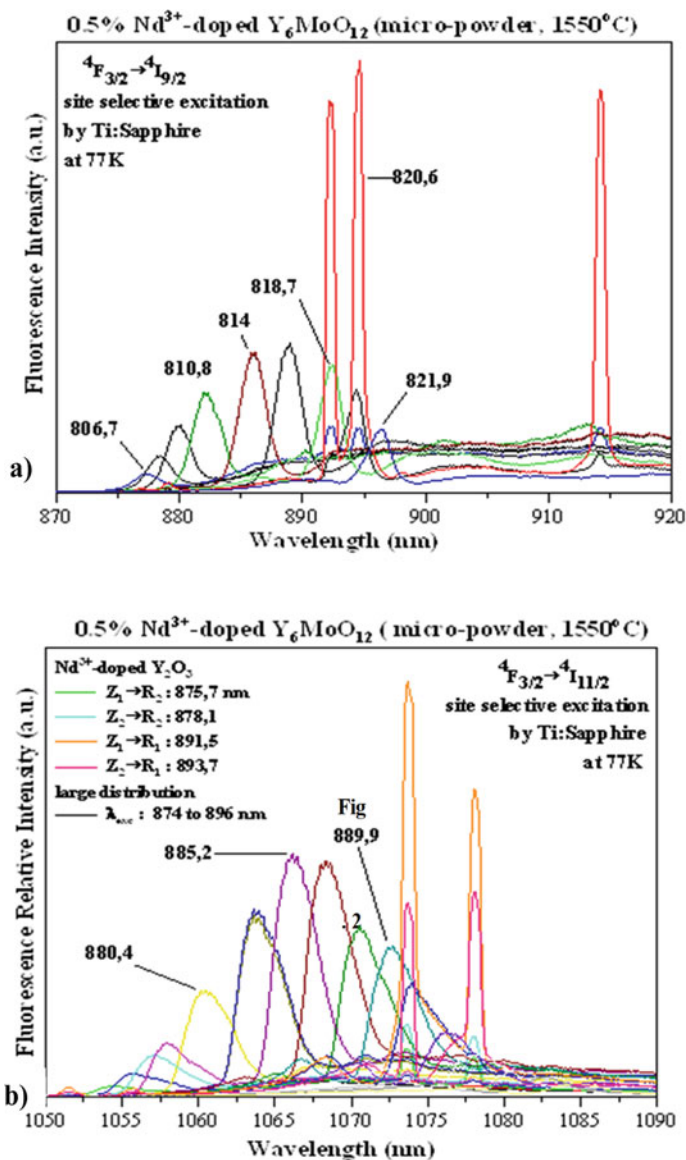 0.5% Nd³⁺-doped Y₆MoO₁₂ (micro-powder, 1550°C)
⁴F₃/₂→⁴I₉/₂
site selective excitation
by Ti:Sapphire
at 77K
820,6
818,7
814
810,8
821,9
806,7
Fluorescence Intensity (a.u.)
a)
870 880 890 900 910 920
Wavelength (nm)
0.5% Nd³⁺-doped Y₆MoO₁₂ ( micro-powder, 1550°C)
Nd³⁺-doped Y₂O₃
Z₁→R₂ : 875,7 nm
Z₂→R₂ : 878,1
Z₁→R₁ : 891,5
Z₂→R₁ : 893,7
large distribution
λₑₓₑ : 874 to 896 nm
⁴F₃/₂→⁴I₁₁/₂
site selective excitation
by Ti:Sapphire
at 77K
Fig
889,9
885,2
. 2
880,4
Fluorescence Relative Intensity (a.u.)
b)
1050 1055 1060 1065 1070 1075 1080 1085 1090
Wavelength (nm)